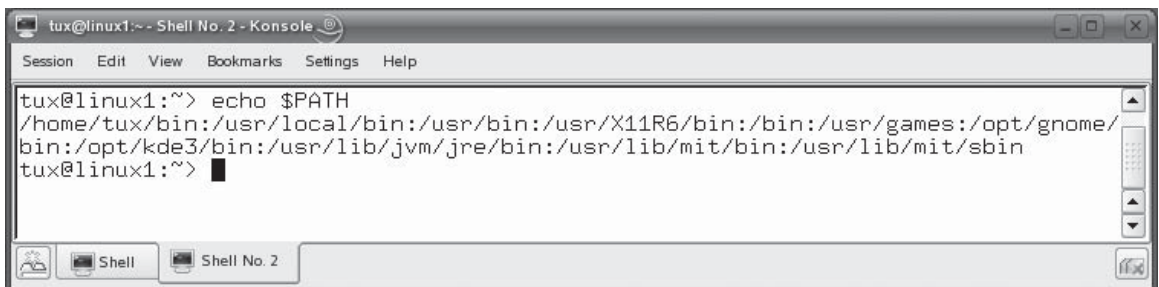 tux@linux1:~ - Shell No. 2 - Konsole
Session Edit View Bookmarks Settings Help
tux@linux1:~> echo $PATH
/home/tux/bin:/usr/local/bin:/usr/bin:/usr/X11R6/bin:/bin:/usr/games:/opt/gnome/
bin:/opt/kde3/bin:/usr/lib/jvm/jre/bin:/usr/lib/mit/bin:/usr/lib/mit/sbin
tux@linux1:~>
Shell Shell No. 2